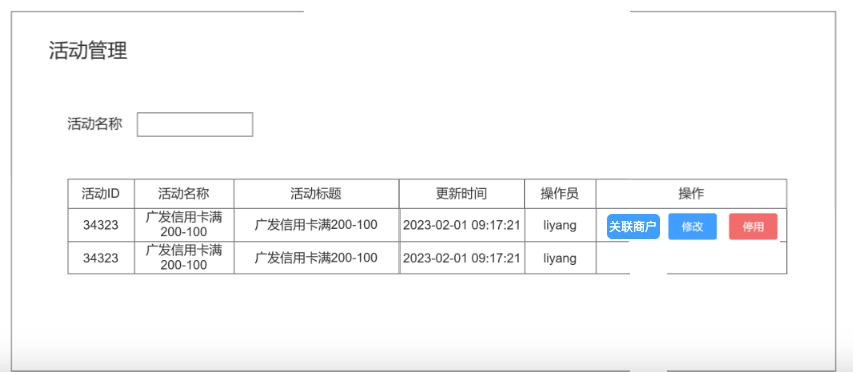 活动管理
活动名称
活动ID 活动名称 活动标题 更新时间 操作员 操作
34323 广发信用卡满200-100 广发信用卡满200-100 2023-02-01 09:17:21 liyang 关联商户 修改 停用
34323 广发信用卡满200-100 广发信用卡满200-100 2023-02-01 09:17:21 liyang